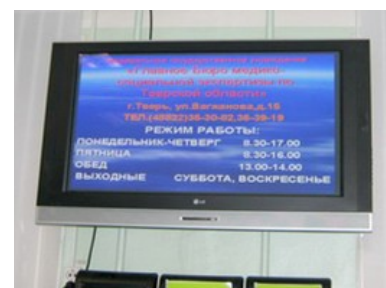 «Главное Бюро медико-
социальной экспертизы по
Тверской области»
г.Тверь, ул.Вагжанова,д.15
РЕЖИМ РАБОТЫ:
ПОНЕДЕЛЬНИК-ЧЕТВЕРГ 8.30-17.00
ПЯТНИЦА 8.30-16.00
ОБЕД 13.00-14.00
ВЫХОДНЫЕ СУББОТА, ВОСКРЕСЕНЬЕ
LG